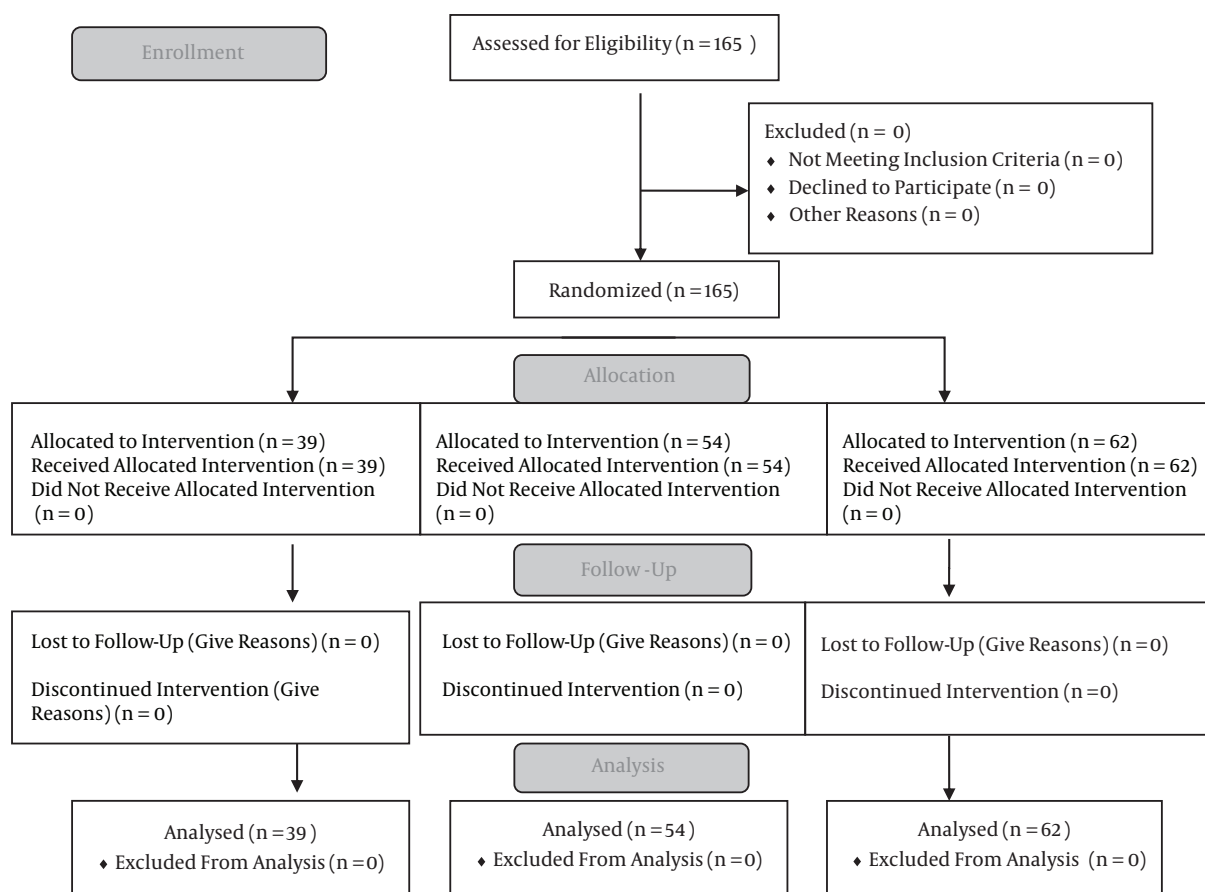 Enrollment
Assessed for Eligibility (n = 165 )
Excluded (n = 0)
♦ Not Meeting Inclusion Criteria (n = 0)
♦ Declined to Participate (n = 0)
♦ Other Reasons (n = 0)
Randomized (n = 165)
Allocation
Allocated to Intervention (n = 39)
Received Allocated Intervention (n = 39)
Did Not Receive Allocated Intervention
(n = 0)
Allocated to Intervention (n = 54)
Received Allocated Intervention (n = 54)
Did Not Receive Allocated Intervention
(n = 0)
Allocated to Intervention (n = 62)
Received Allocated Intervention (n = 62)
Did Not Receive Allocated Intervention
(n = 0)
Follow -Up
Lost to Follow-Up (Give Reasons) (n = 0)
Discontinued Intervention (Give
Reasons) (n = 0)
Lost to Follow-Up (Give Reasons) (n = 0)
Discontinued Intervention (n = 0)
Lost to Follow-Up (Give Reasons) (n = 0)
Discontinued Intervention (n = 0)
Analysis
Analysed (n = 39)
♦ Excluded From Analysis (n = 0)
Analysed (n = 54)
♦ Excluded From Analysis (n = 0)
Analysed (n = 62)
♦ Excluded From Analysis (n = 0)